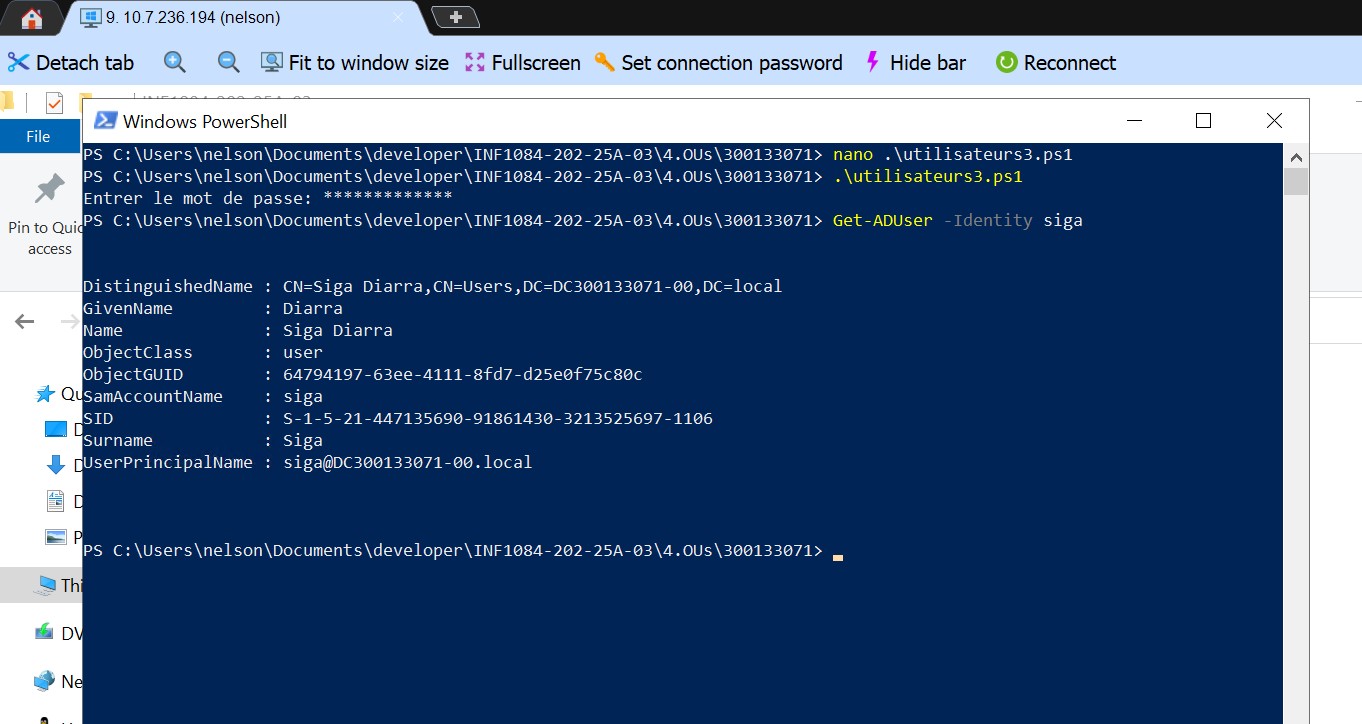 9. 10.7.236.194 (nelson)
Detach tab Fit to window size Fullscreen Set connection password Hide bar Reconnect
File
Pin to Quic
access
Windows PowerShell
PS C:\Users\nelson\Documents\developer\INF1084-202-25A-03\4.OUs\300133071> nano .\utilisateurs3.ps1
PS C:\Users\nelson\Documents\developer\INF1084-202-25A-03\4.OUs\300133071> .\utilisateurs3.ps1
Entrer le mot de passe: *************
PS C:\Users\nelson\Documents\developer\INF1084-202-25A-03\4.OUs\300133071> Get-ADUser -Identity siga
DistinguishedName : CN=Siga Diarra,CN=Users,DC=DC300133071-00,DC=local
GivenName : Diarra
Name : Siga Diarra
ObjectClass : user
ObjectGUID : 64794197-63ee-4111-8fd7-d25e0f75c80c
SamAccountName : siga
SID : S-1-5-21-447135690-91861430-3213525697-1106
Surname : Siga
UserPrincipalName : siga@DC300133071-00.local
PS C:\Users\nelson\Documents\developer\INF1084-202-25A-03\4.OUs\300133071>
Qu
D
D
D
P
Thi
DV
Ne